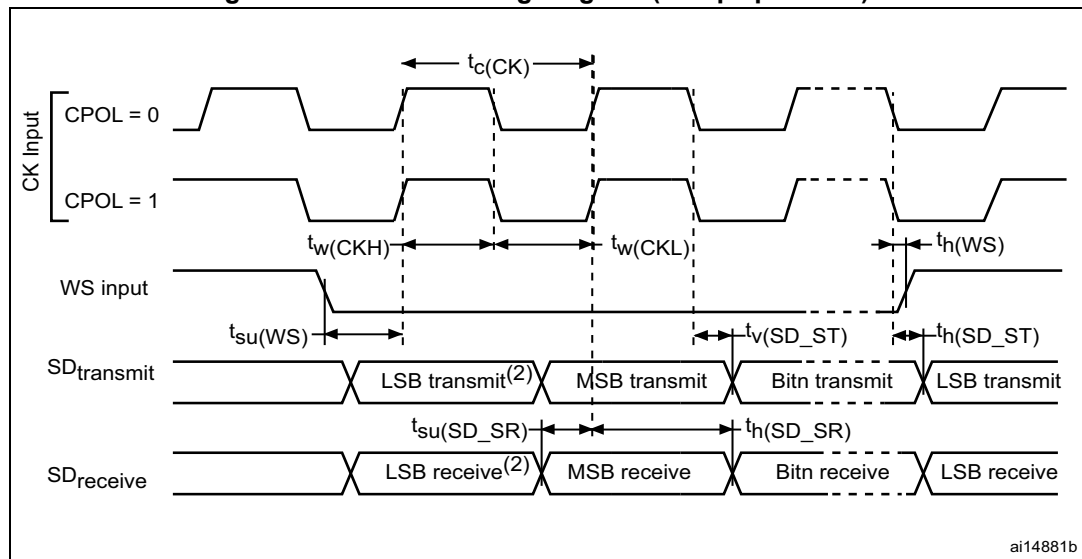 tc(CK)
CK Input
CPOL = 0
CPOL = 1
tw(CKH)
tw(CKL)
th(WS)
WS input
tsu(WS)
tv(SD_ST)
th(SD_ST)
SDtransmit
LSB transmit(2)
MSB transmit
Bitn transmit
LSB transmit
tsu(SD_SR)
th(SD_SR)
SDreceive
LSB receive(2)
MSB receive
Bitn receive
LSB receive
ai14881b